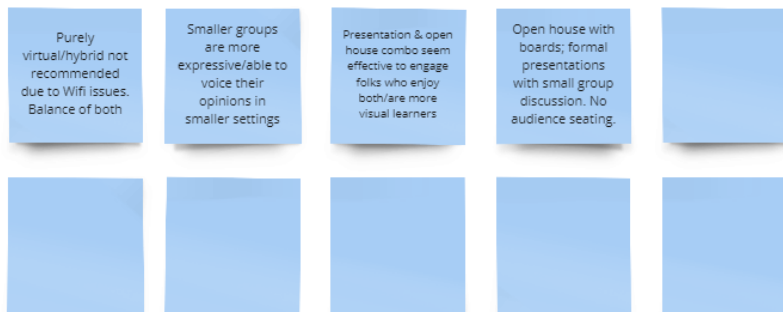 Purely
virtual/hybrid not
recommended
due to Wifi issues.
Balance of both
Smaller groups
are more
expressive/able to
voice their
opinions in
smaller settings
Presentation & open
house combo seem
effective to engage
folks who enjoy
both/are more
visual learners
Open house with
boards; formal
presentations
with small group
discussion. No
audience seating.